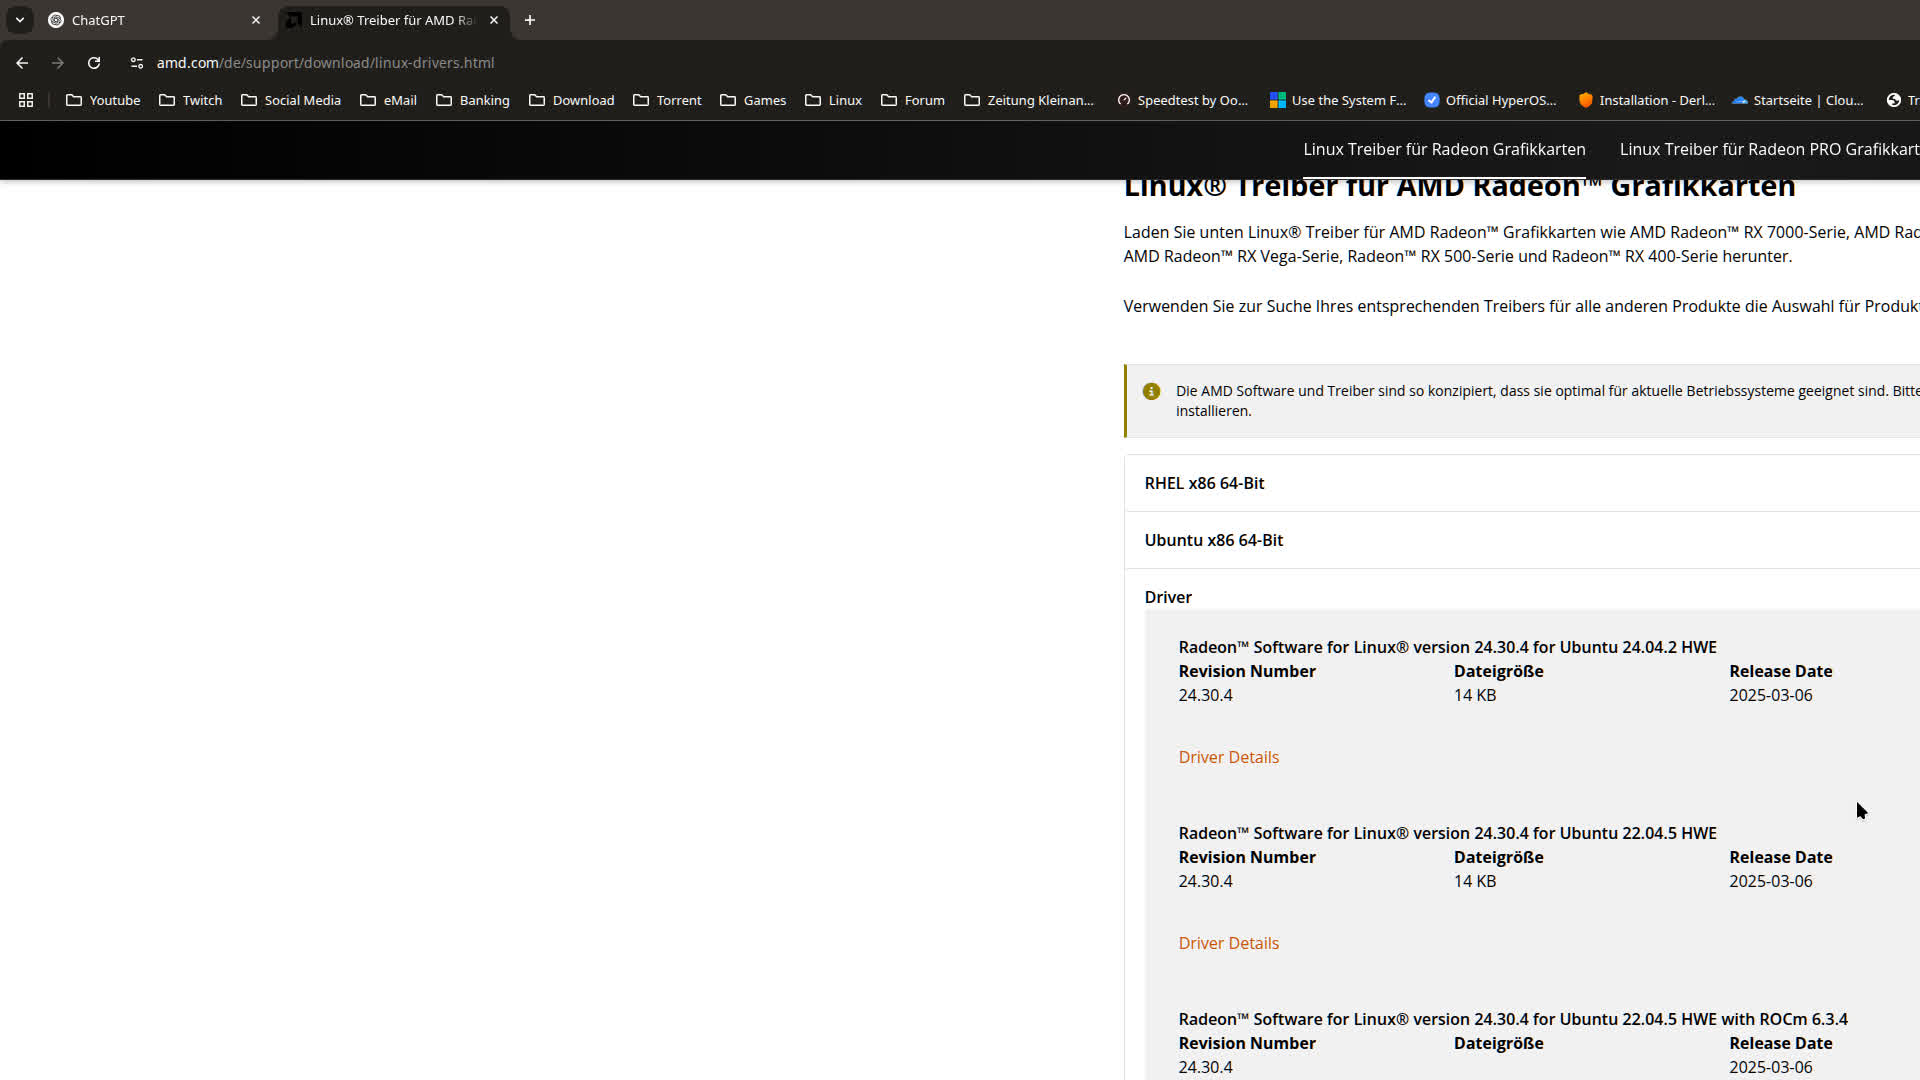 ChatGPT
Linux® Treiber für AMD Ra
amd.com/de/support/download/linux-drivers.html
Youtube Twitch Social Media eMail Banking Download Torrent Games Linux Forum Zeitung Kleinan... Speedtest by Oo... Use the System F... Official HyperOS... Installation - Derl... Startseite | Clou... Tr
Linux Treiber für Radeon Grafikkarten Linux Treiber für Radeon PRO Grafikkart
Linux® Treiber für AMD Radeon™ Grafikkarten
Laden Sie unten Linux® Treiber für AMD Radeon™ Grafikkarten wie AMD Radeon™ RX 7000-Serie, AMD Rad
AMD Radeon™ RX Vega-Serie, Radeon™ RX 500-Serie und Radeon™ RX 400-Serie herunter.
Verwenden Sie zur Suche Ihres entsprechenden Treibers für alle anderen Produkte die Auswahl für Produkt
Die AMD Software und Treiber sind so konzipiert, dass sie optimal für aktuelle Betriebssysteme geeignet sind. Bitte
installieren.
RHEL x86 64-Bit
Ubuntu x86 64-Bit
Driver
Radeon™ Software for Linux® version 24.30.4 for Ubuntu 24.04.2 HWE
Revision Number Dateigröße Release Date
24.30.4 14 KB 2025-03-06
Driver Details
Radeon™ Software for Linux® version 24.30.4 for Ubuntu 22.04.5 HWE
Revision Number Dateigröße Release Date
24.30.4 14 KB 2025-03-06
Driver Details
Radeon™ Software for Linux® version 24.30.4 for Ubuntu 22.04.5 HWE with ROCm 6.3.4
Revision Number Dateigröße Release Date
24.30.4 2025-03-06